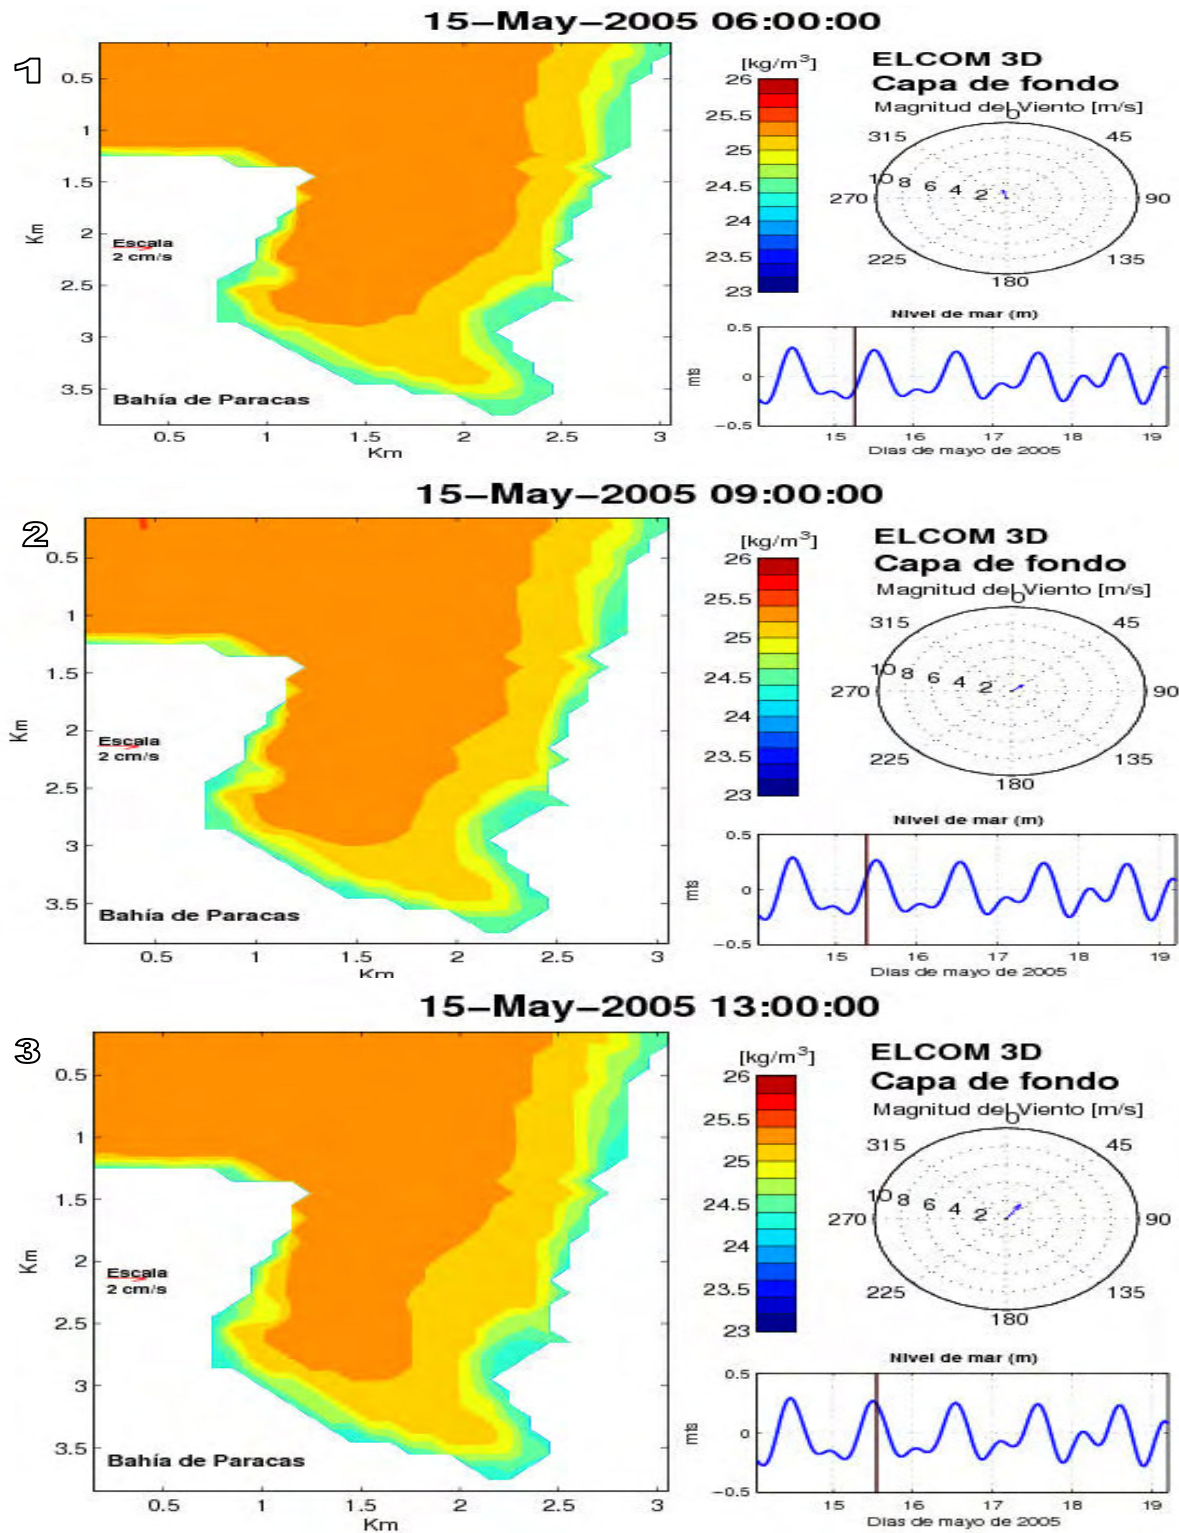 15-May-2005 06:00:00
1
[kg/m³]
ELCOM 3D
Capa de fondo
Magnitud del Viento [m/s]
0
315 45
10 8 6 4 2
270 90
225 135
180
26
25.5
25
24.5
24
23.5
23
0.5
1
1.5
2
2.5
3
3.5
Km
Escala
2 cm/s
Bahía de Paracas
0.5 1 1.5 2 2.5 3
Km
Nivel de mar (m)
0.5
0
-0.5
mts
15 16 17 18 19
Dias de mayo de 2005
15-May-2005 09:00:00
2
[kg/m³]
ELCOM 3D
Capa de fondo
Magnitud del Viento [m/s]
0
315 45
10 8 6 4 2
270 90
225 135
180
26
25.5
25
24.5
24
23.5
23
0.5
1
1.5
2
2.5
3
3.5
Km
Escala
2 cm/s
Bahía de Paracas
0.5 1 1.5 2 2.5 3
Km
Nivel de mar (m)
0.5
0
-0.5
mts
15 16 17 18 19
Dias de mayo de 2005
15-May-2005 13:00:00
3
[kg/m³]
ELCOM 3D
Capa de fondo
Magnitud del Viento [m/s]
0
315 45
10 8 6 4 2
270 90
225 135
180
26
25.5
25
24.5
24
23.5
23
0.5
1
1.5
2
2.5
3
3.5
Km
Escala
2 cm/s
Bahía de Paracas
0.5 1 1.5 2 2.5 3
Km
Nivel de mar (m)
0.5
0
-0.5
mts
15 16 17 18 19
Dias de mayo de 2005